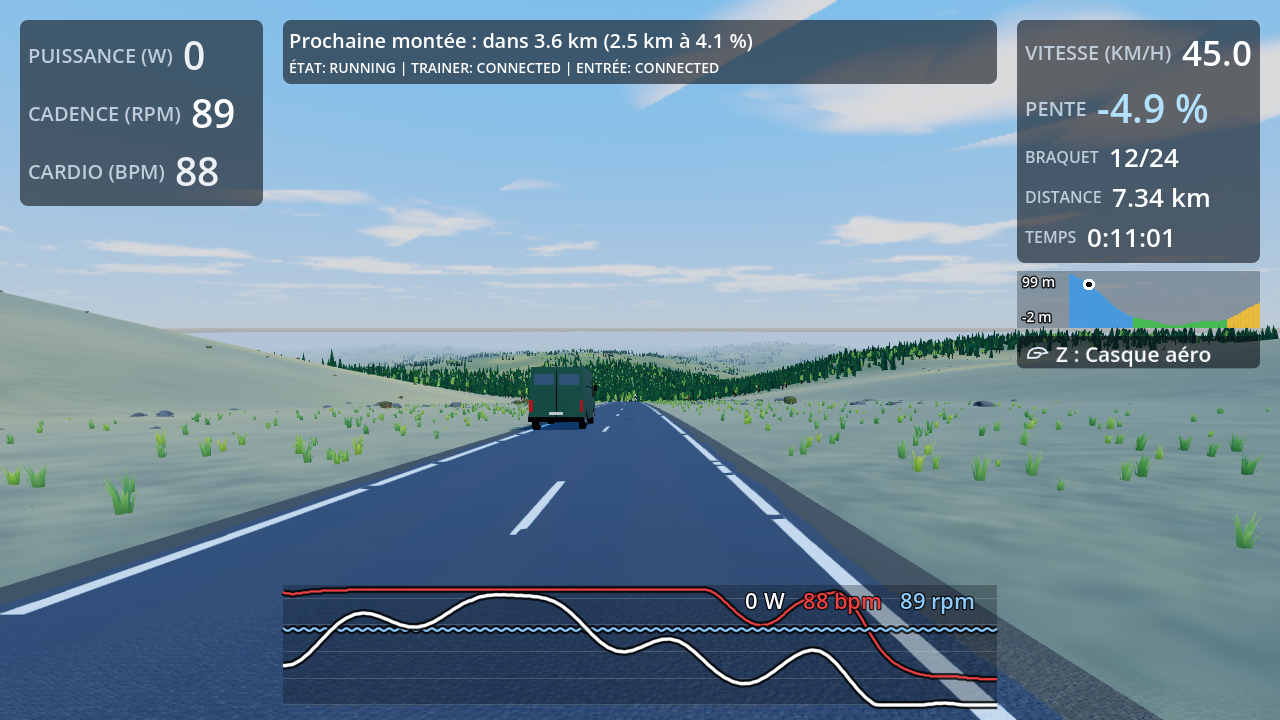 PUISSANCE (W) 0
CADENCE (RPM) 89
CARDIO (BPM) 88
Prochaine montée : dans 3.6 km (2.5 km à 4.1 %)
ÉTAT: RUNNING | TRAINER: CONNECTED | ENTRÉE: CONNECTED
VITESSE (KM/H) 45.0
PENTE -4.9 %
BRAQUET 12/24
DISTANCE 7.34 km
TEMPS 0:11:01
99 m
-2 m
Z : Casque aéro
0 W 88 bpm 89 rpm